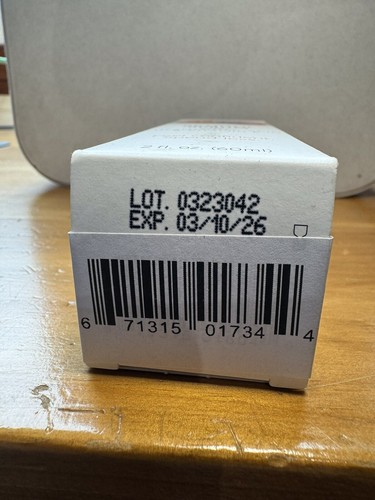 2 fl. oz. (60ml)
LOT. 0323042
EXP. 03/10/26
6 71315 01734 4